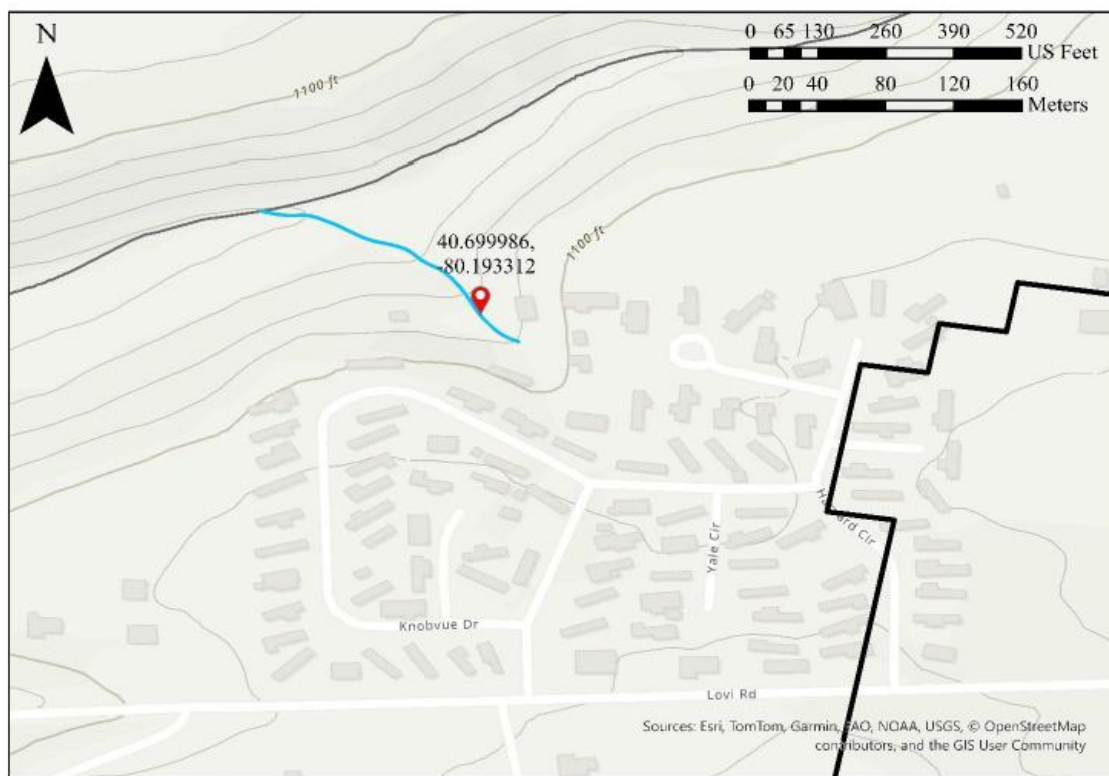 N
0 65 130 260 390 520
US Feet
0 20 40 80 120 160
Meters
1100 ft
40.699986,
-80.193312
1100 ft
Harvard Cir
Yale Cir
Knobvue Dr
Lovi Rd
Sources: Esri, TomTom, Garmin, FAO, NOAA, USGS, © OpenStreetMap
contributors, and the GIS User Community